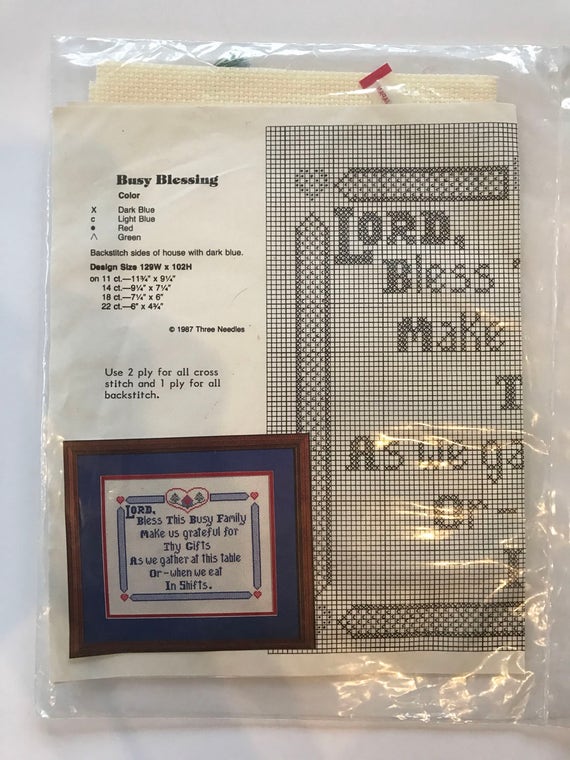 Busy Blessing
Color
X Dark Blue
c Light Blue
● Red
^ Green
Backstitch sides of house with dark blue.
Design Size 129W x 102H
on 11 ct.—11¾" x 9¼"
14 ct.—9¼" x 7¼"
18 ct.—7¼" x 6"
22 ct.—6" x 4¾"
© 1987 Three Needles
Use 2 ply for all cross
stitch and 1 ply for all
backstitch.
LORD,
Bless
Make
T
As we ga
Or-
I
LORD,
Bless This Busy Family
Make us grateful for
Thy Gifts
As we gather at this table
Or-when we eat
In Shifts.